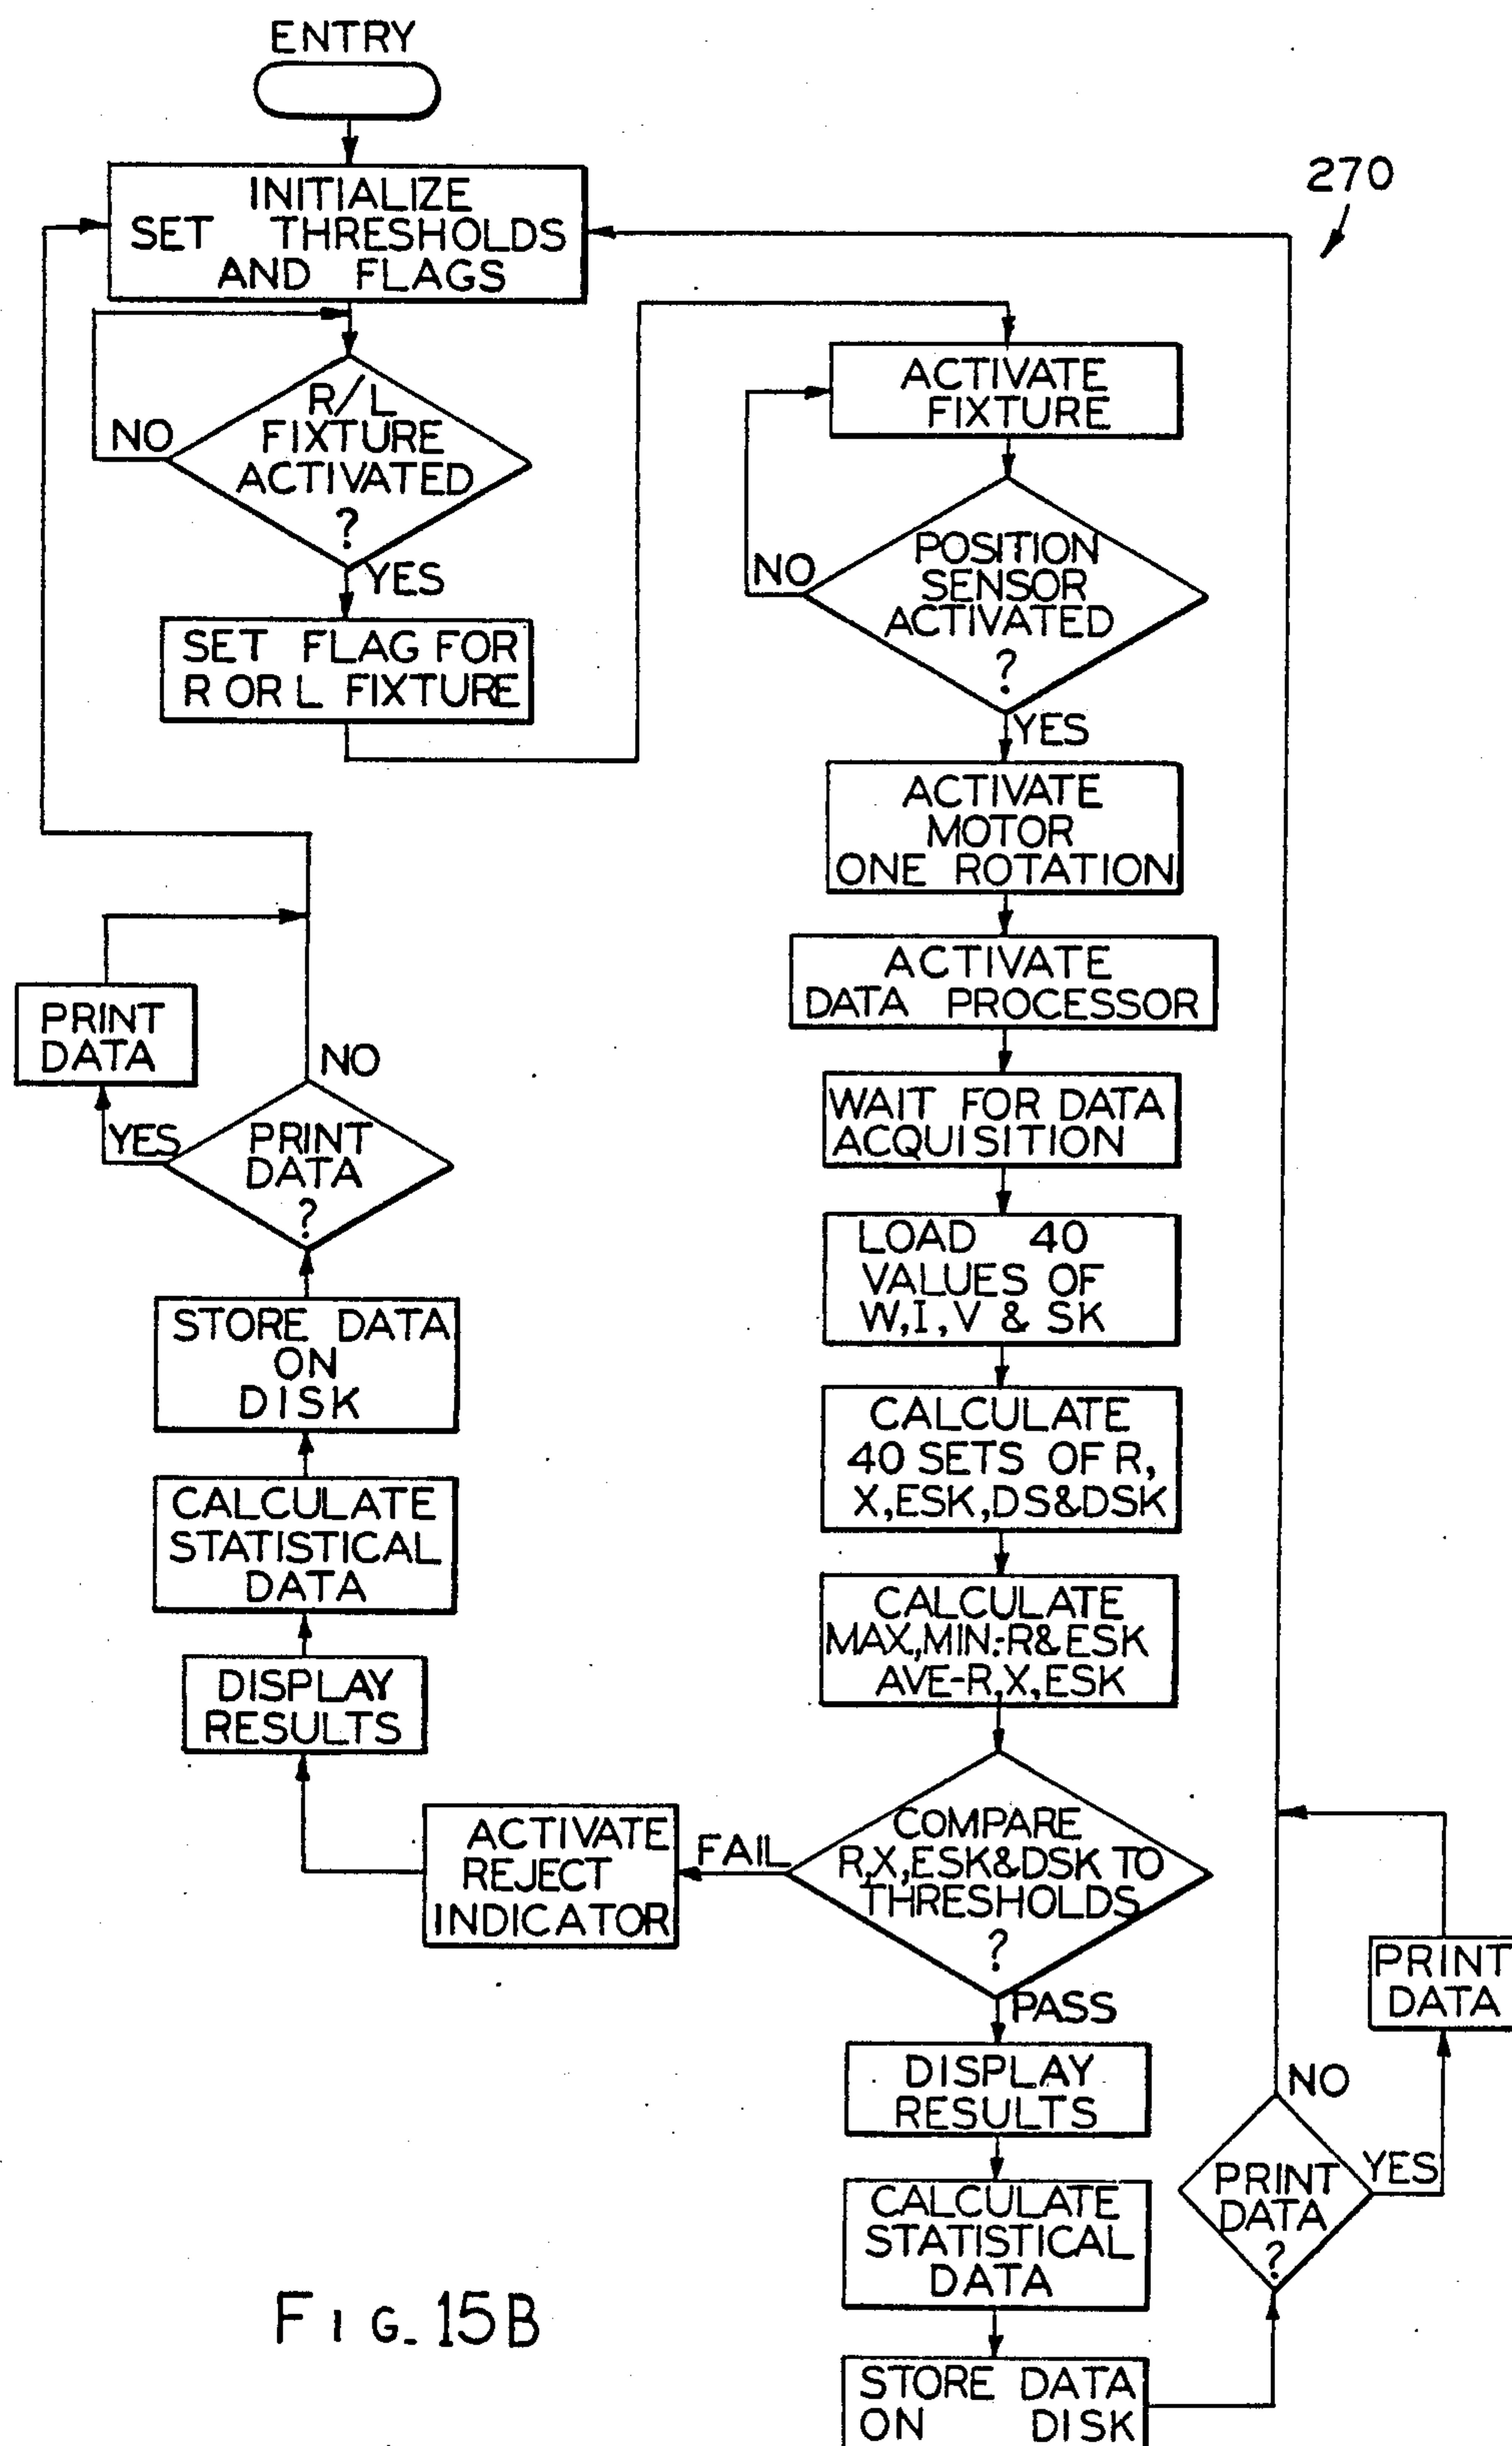 ENTRY
INITIALIZE
SET THRESHOLDS
AND FLAGS
270
R/L
FIXTURE
ACTIVATED
?
NO
YES
SET FLAG FOR
R OR L FIXTURE
ACTIVATE
FIXTURE
POSITION
SENSOR
ACTIVATED
?
NO
YES
ACTIVATE
MOTOR
ONE ROTATION
ACTIVATE
DATA PROCESSOR
WAIT FOR DATA
ACQUISITION
LOAD 40
VALUES OF
W,I,V & SK
CALCULATE
40 SETS OF R,
X,ESK,DS&DSK
CALCULATE
MAX,MIN:-R&ESK
AVE-R,X,ESK
COMPARE
R,X,ESK&DSK TO
THRESHOLDS
?
FAIL
PASS
ACTIVATE
REJECT
INDICATOR
DISPLAY
RESULTS
CALCULATE
STATISTICAL
DATA
STORE DATA
ON
DISK
PRINT
DATA
?
YES
NO
PRINT
DATA
DISPLAY
RESULTS
CALCULATE
STATISTICAL
DATA
STORE DATA
ON DISK
PRINT
DATA
?
YES
NO
PRINT
DATA
FIG. 15B